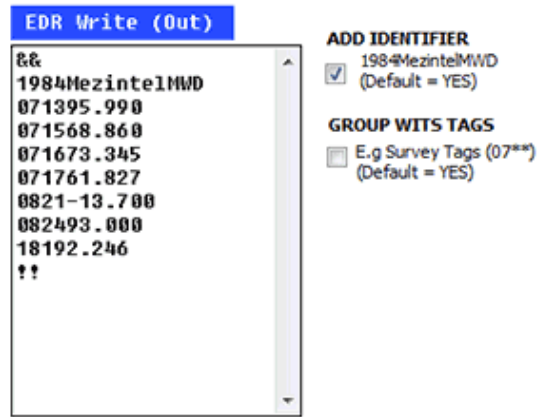 EDR Write (Out)
&&
1984MezintelMWD
071395.990
071568.860
071673.345
071761.827
0821-13.700
082493.000
18192.246
!!
ADD IDENTIFIER
1984MezintelMWD
(Default = YES)
GROUP WITS TAGS
E.g Survey Tags (07**)
(Default = YES)